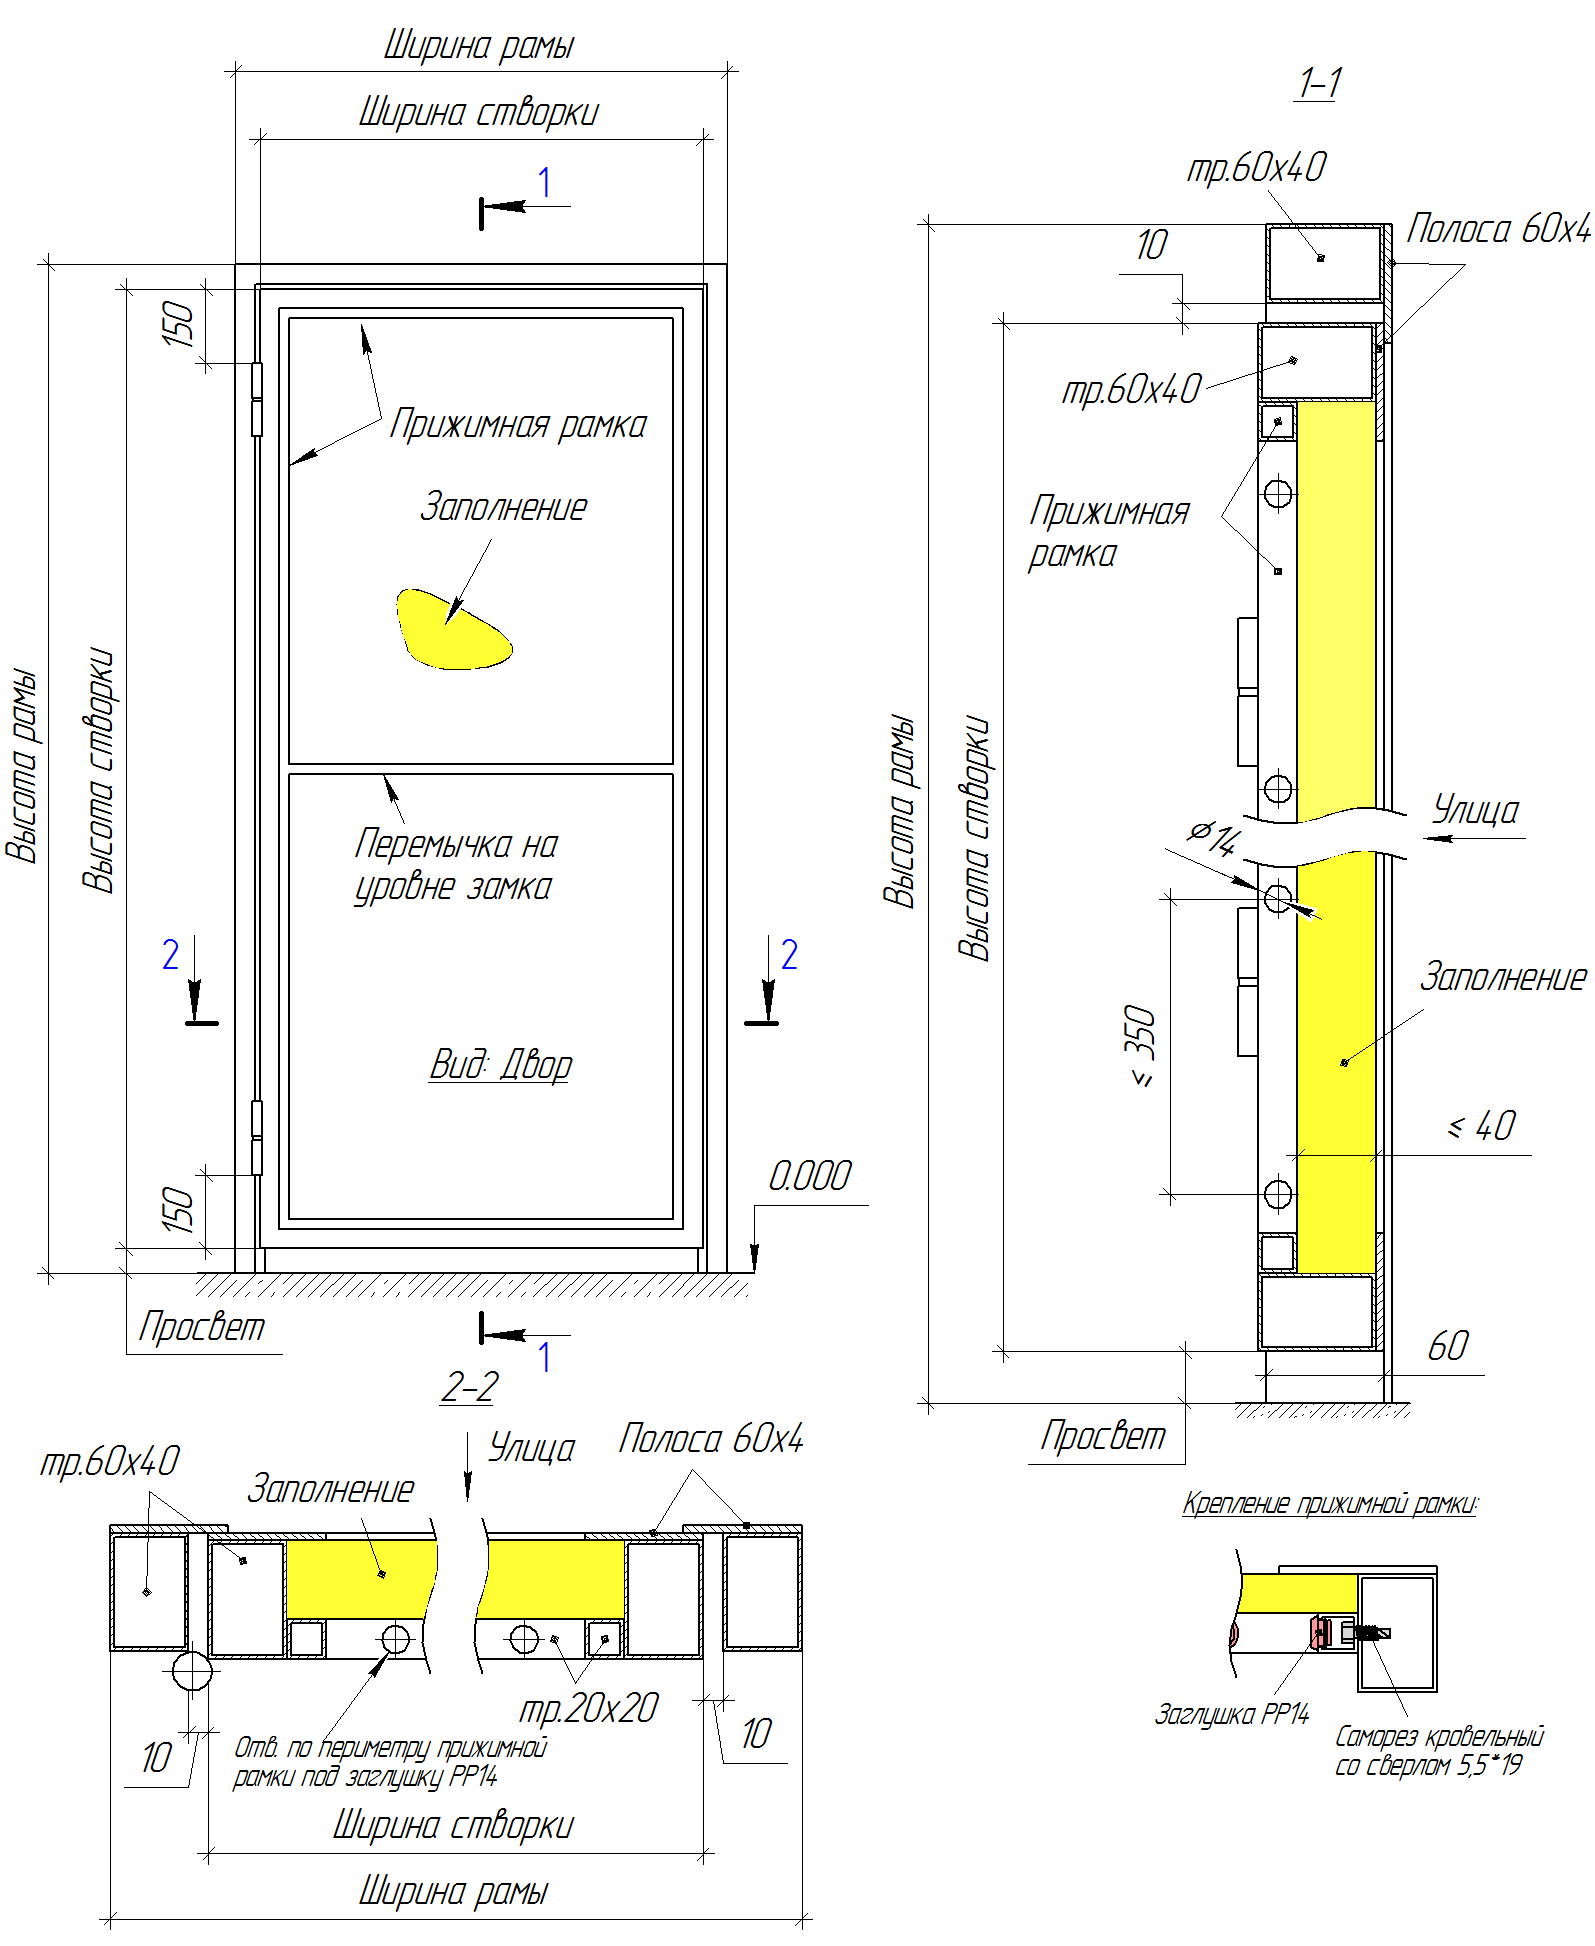 Ширина рамы
Ширина створки
1
150
Прижимная рамка
Заполнение
Высота рамы
Высота створки
Перемычка на
уровне замка
2
2
Вид: Двор
150
0.000
Просвет
1
1-1
тр.60х40
Полоса 60х4
10
тр.60х40
Прижимная
рамка
Высота рамы
Высота створки
Улица
⌀14
Заполнение
≤ 350
≤ 40
60
Просвет
2-2
тр.60х40
Заполнение
Улица
Полоса 60х4
тр.20х20
10
10
Отв. по периметру прижимной
рамки под заглушку РР14
Ширина створки
Ширина рамы
Крепление прижимной рамки:
Заглушка РР14
Саморез кровельный
со сверлом 5,5*19